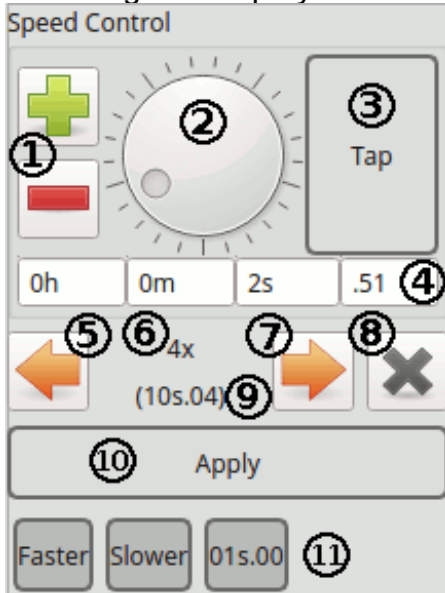 Speed Control
① ② ③
Tap
0h 0m 2s .51 ④
⑤ ⑥ 4x ⑦ ⑧
(10s.04) ⑨
⑩ Apply
Faster Slower 01s.00 ⑪